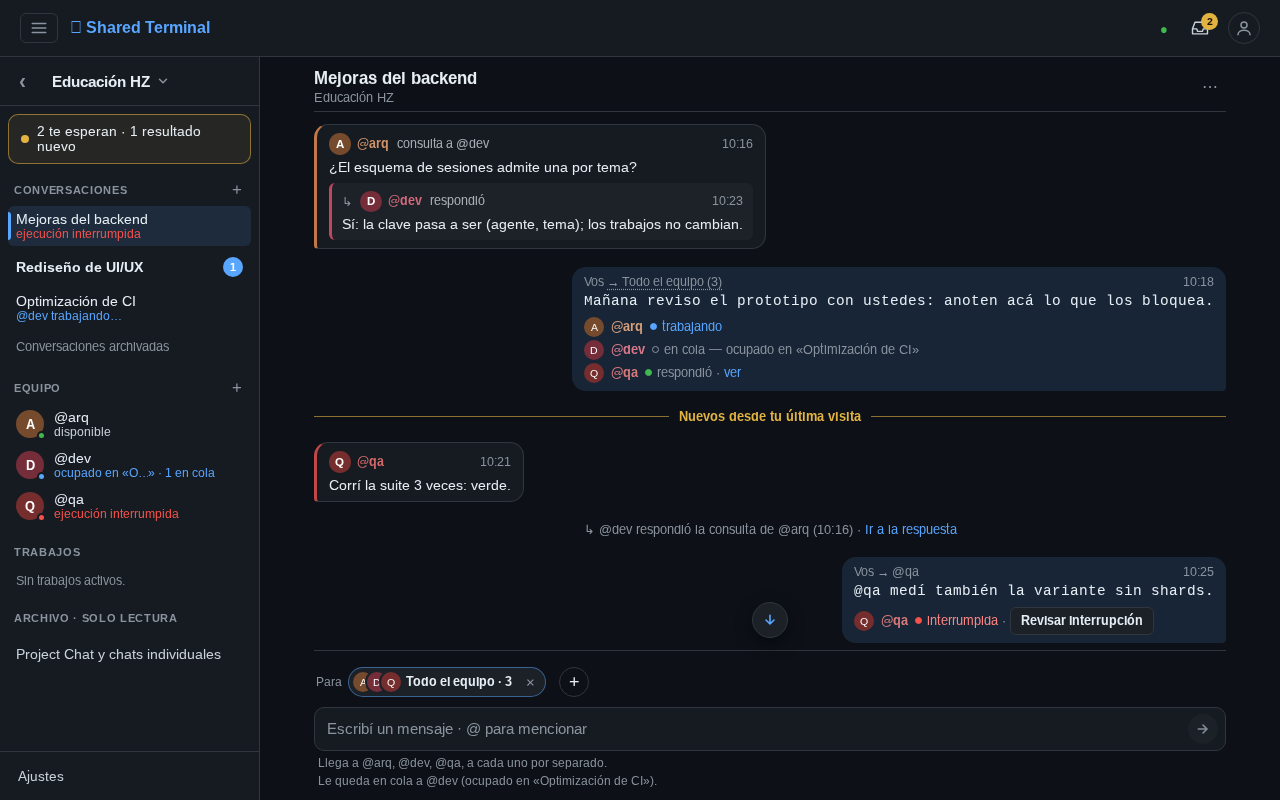 Shared Terminal
2
‹ Educación HZ
2 te esperan · 1 resultado
nuevo
CONVERSACIONES +
Mejoras del backend
ejecución interrumpida
Rediseño de UI/UX 1
Optimización de CI
@dev trabajando…
Conversaciones archivadas
EQUIPO +
A @arq
disponible
D @dev
ocupado en «O…» · 1 en cola
Q @qa
ejecución interrumpida
TRABAJOS
Sin trabajos activos.
ARCHIVO · SOLO LECTURA
Project Chat y chats individuales
Ajustes
Mejoras del backend
Educación HZ
…
A @arq consulta a @dev 10:16
¿El esquema de sesiones admite una por tema?
↳ D @dev respondió 10:23
Sí: la clave pasa a ser (agente, tema); los trabajos no cambian.
Vos → Todo el equipo (3) 10:18
Mañana reviso el prototipo con ustedes: anoten acá lo que los bloquea.
A @arq trabajando
D @dev en cola — ocupado en «Optimización de CI»
Q @qa respondió · ver
Nuevos desde tu última visita
Q @qa 10:21
Corrí la suite 3 veces: verde.
↳ @dev respondió la consulta de @arq (10:16) · Ir a la respuesta
Vos → @qa 10:25
@qa medí también la variante sin shards.
Q @qa Interrumpida · Revisar interrupción
↓
Para A D Q Todo el equipo · 3 × +
Escribí un mensaje · @ para mencionar →
Llega a @arq, @dev, @qa, a cada uno por separado.
Le queda en cola a @dev (ocupado en «Optimización de CI»).